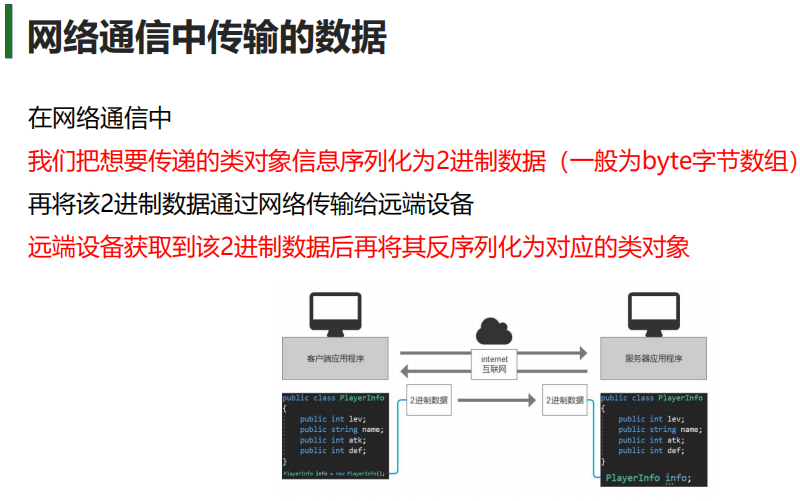 网络通信中传输的数据
在网络通信中
我们把想要传递的类对象信息序列化为2进制数据（一般为byte字节数组）
再将该2进制数据通过网络传输给远端设备
远端设备获取到该2进制数据后再将其反序列化为对应的类对象
客户端应用程序
internet
互联网
服务器应用程序
2进制数据
2进制数据
public class PlayerInfo
{
public int lev;
public string name;
public int atk;
public int def;
}
PlayerInfo info = new PlayerInfo();
public class PlayerInfo
{
public int lev;
public string name;
public int atk;
public int def;
}
PlayerInfo info;